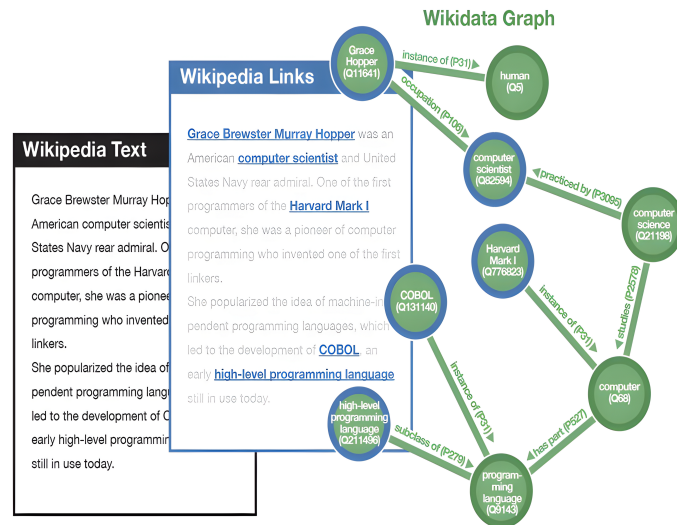 Wikidata Graph
Wikipedia Text
Grace Brewster Murray Hop
American computer scientis
States Navy rear admiral. O
programmers of the Harvar
computer, she was a pionee
programming who invented
linkers.
She popularized the idea of
pendent programming langu
led to the development of C
early high-level programmin
still in use today.
Wikipedia Links
Grace Brewster Murray Hopper was an
American computer scientist and United
States Navy rear admiral. One of the first
programmers of the Harvard Mark I
computer, she was a pioneer of computer
programming who invented one of the first
linkers.
She popularized the idea of machine-in
pendent programming languages, which
led to the development of COBOL, an
early high-level programming language
still in use today.
Grace
Hopper
(Q11641)
instance of (P31)
human
(Q5)
occupation (P106)
computer
scientist
(Q82594)
practiced by (P3095)
computer
science
(Q21198)
Harvard
Mark I
(Q776823)
studies (P2578)
instance of (P31)
COBOL
(Q131140)
computer
(Q68)
instance of (P31)
has part (P527)
high-level
programming
language
(Q211496)
subclass of (P279)
program-
ming
language
(Q9143)